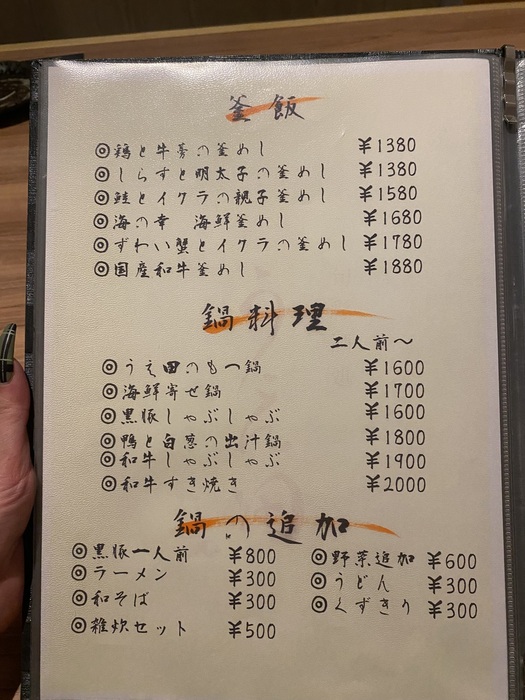 釜飯
◎鶏と牛蒡の釜めし ¥1380
◎しらすと明太子の釜めし ¥1380
◎鮭とイクラの親子釜めし ¥1580
◎海の幸 海鮮釜めし ¥1680
◎ずわい蟹とイクラの釜めし ¥1780
◎国産和牛釜めし ¥1880
鍋料理
二人前～
◎うえ田のもつ鍋 ¥1600
◎海鮮寄せ鍋 ¥1700
◎黒豚しゃぶしゃぶ ¥1600
◎鴨と白葱の出汁鍋 ¥1800
◎和牛しゃぶしゃぶ ¥1900
◎和牛すき焼き ¥2000
鍋の追加
◎黒豚一人前 ¥800
◎ラーメン ¥300
◎和そば ¥300
◎雑炊セット ¥500
◎野菜追加 ¥600
◎うどん ¥300
◎くずきり ¥300